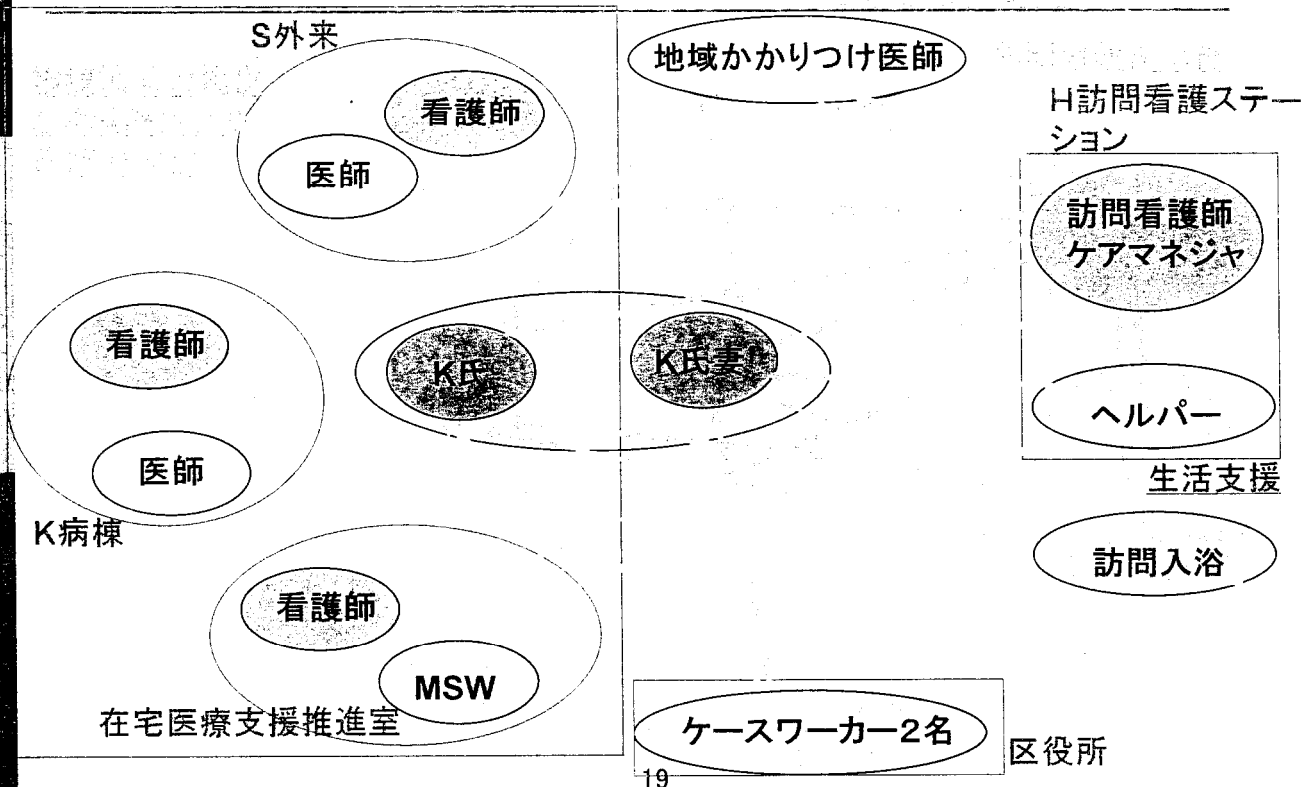 S外来
看護師
医師
地域かかりつけ医師
H訪問看護ステー
ション
訪問看護師
ケアマネジャ
ヘルパー
生活支援
訪問入浴
K氏
K氏妻
看護師
医師
K病棟
看護師
MSW
在宅医療支援推進室
ケースワーカー2名
区役所
19